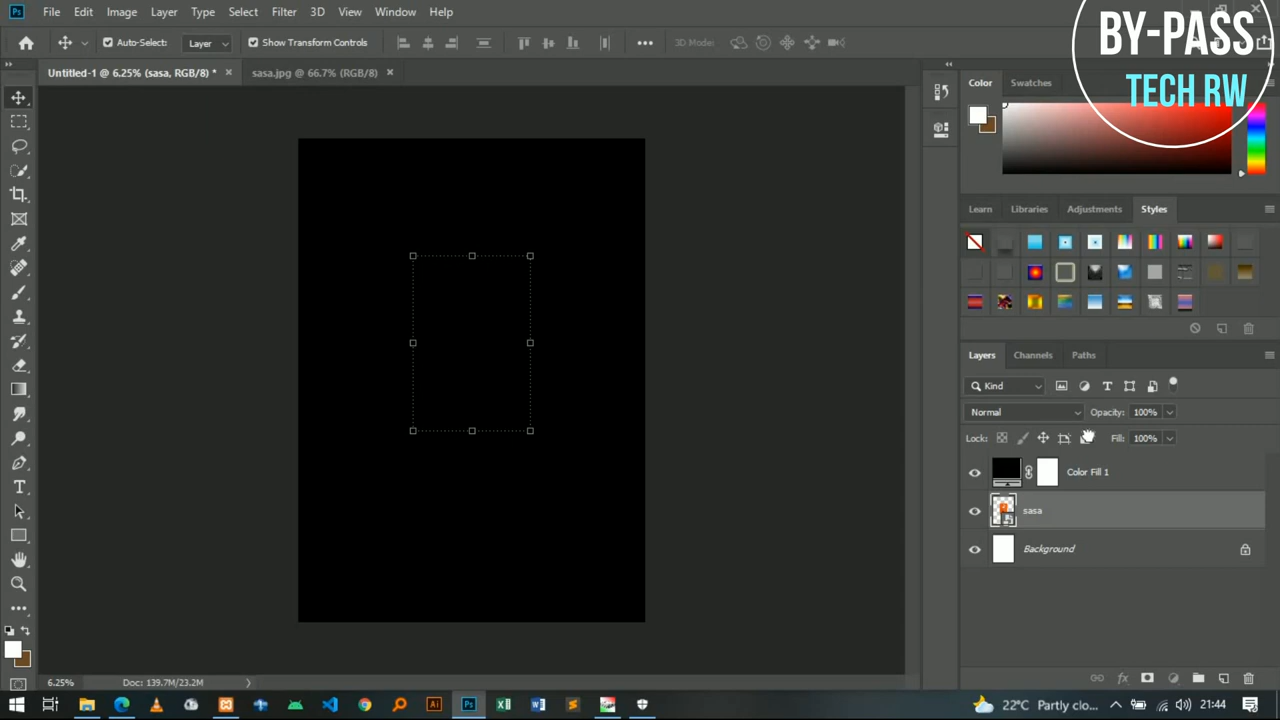 Ps File Edit Image Layer Type Select Filter 3D View Window Help
BY-PASS
TECH RW
Auto-Select: Layer Show Transform Controls 3D Mode:
Untitled-1 @ 6.25% (sasa, RGB/8) * × sasa.jpg @ 66.7% (RGB/8) ×
Color Swatches
Learn Libraries Adjustments Styles
Layers Channels Paths
Kind
Normal Opacity: 100%
Lock: Fill: 100%
Color Fill 1
sasa
Background
6.25% Doc: 139.7M/23.2M
Ai Ps 22°C Partly clo... 21:44